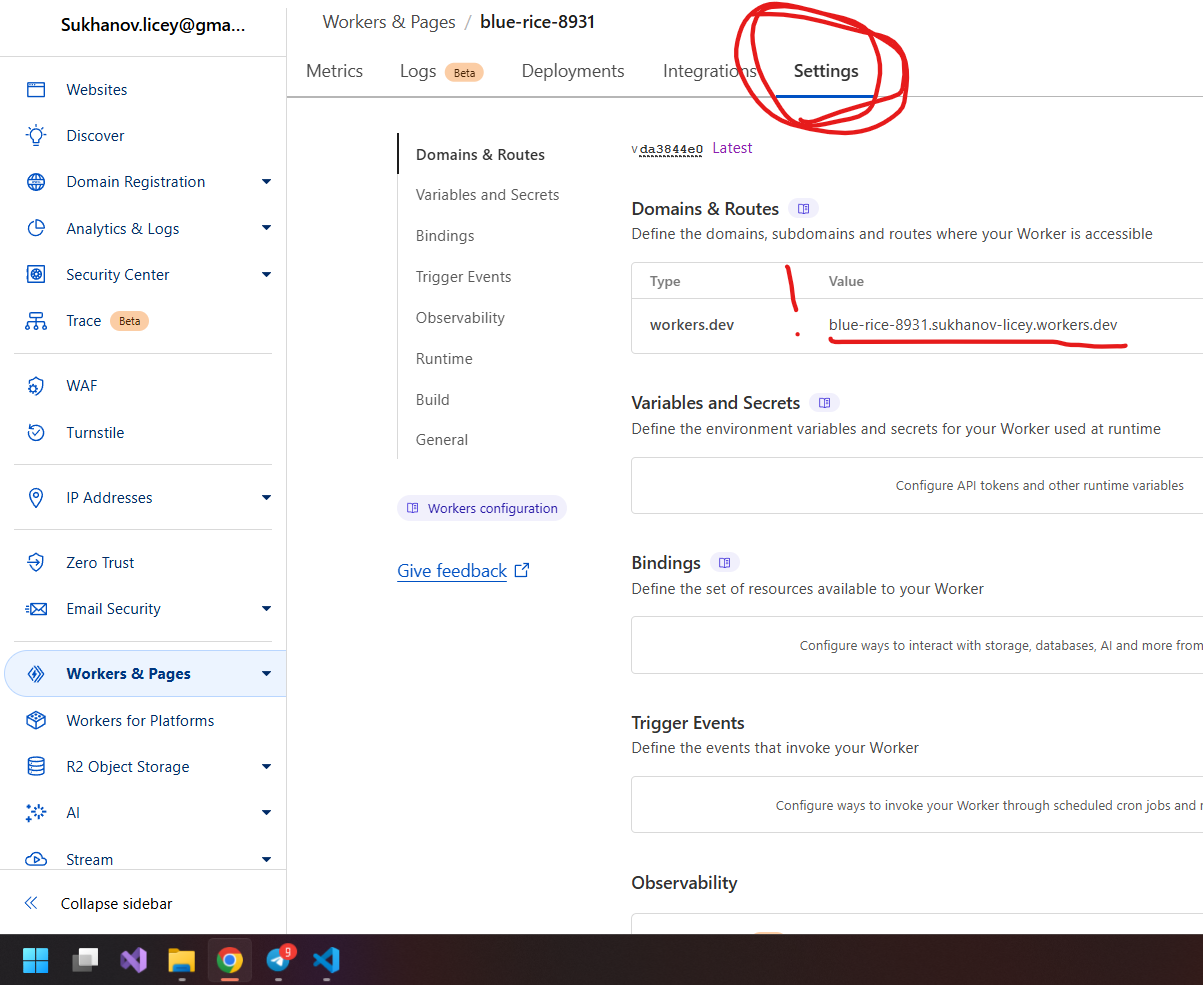 Sukhanov.licey@gma...
Websites
Discover
Domain Registration
Analytics & Logs
Security Center
Trace Beta
WAF
Turnstile
IP Addresses
Zero Trust
Email Security
Workers & Pages
Workers for Platforms
R2 Object Storage
AI
Stream
Collapse sidebar
Workers & Pages / blue-rice-8931
Metrics Logs Beta Deployments Integrations Settings
Domains & Routes
Variables and Secrets
Bindings
Trigger Events
Observability
Runtime
Build
General
Workers configuration
Give feedback
v da3844e0 Latest
Domains & Routes
Define the domains, subdomains and routes where your Worker is accessible
Type Value
workers.dev blue-rice-8931.sukhanov-licey.workers.dev
Variables and Secrets
Define the environment variables and secrets for your Worker used at runtime
Configure API tokens and other runtime variables
Bindings
Define the set of resources available to your Worker
Configure ways to interact with storage, databases, AI and more from
Trigger Events
Define the events that invoke your Worker
Configure ways to invoke your Worker through scheduled cron jobs and
Observability
9